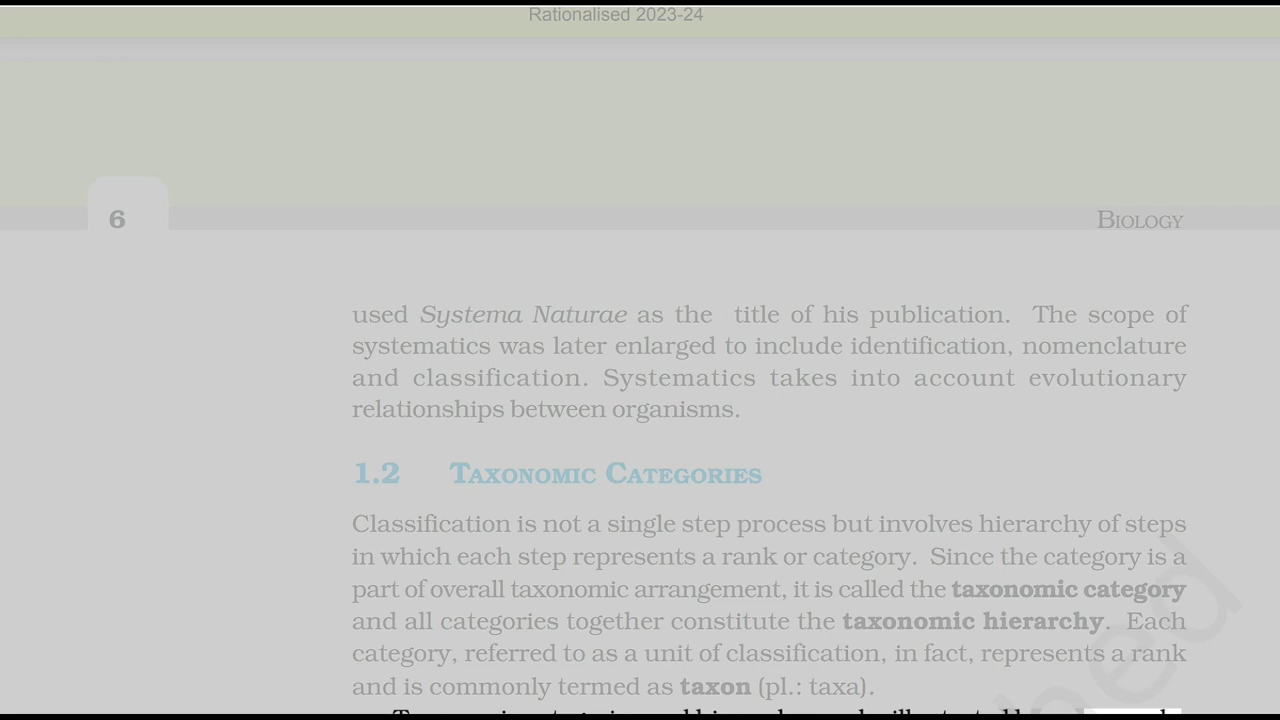 Rationalised 2023-24
6
BIOLOGY
used Systema Naturae as the title of his publication. The scope of
systematics was later enlarged to include identification, nomenclature
and classification. Systematics takes into account evolutionary
relationships between organisms.
1.2 TAXONOMIC CATEGORIES
Classification is not a single step process but involves hierarchy of steps
in which each step represents a rank or category. Since the category is a
part of overall taxonomic arrangement, it is called the taxonomic category
and all categories together constitute the taxonomic hierarchy. Each
category, referred to as a unit of classification, in fact, represents a rank
and is commonly termed as taxon (pl.: taxa).